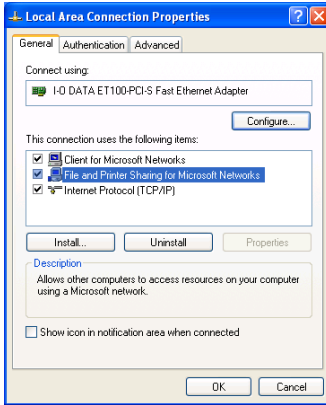 Local Area Connection Properties
General Authentication Advanced
Connect using:
I-O DATA ET100-PCI-S Fast Ethernet Adapter
Configure...
This connection uses the following items:
Client for Microsoft Networks
File and Printer Sharing for Microsoft Networks
Internet Protocol (TCP/IP)
Install... Uninstall Properties
Description
Allows other computers to access resources on your computer
using a Microsoft network.
Show icon in notification area when connected
OK Cancel